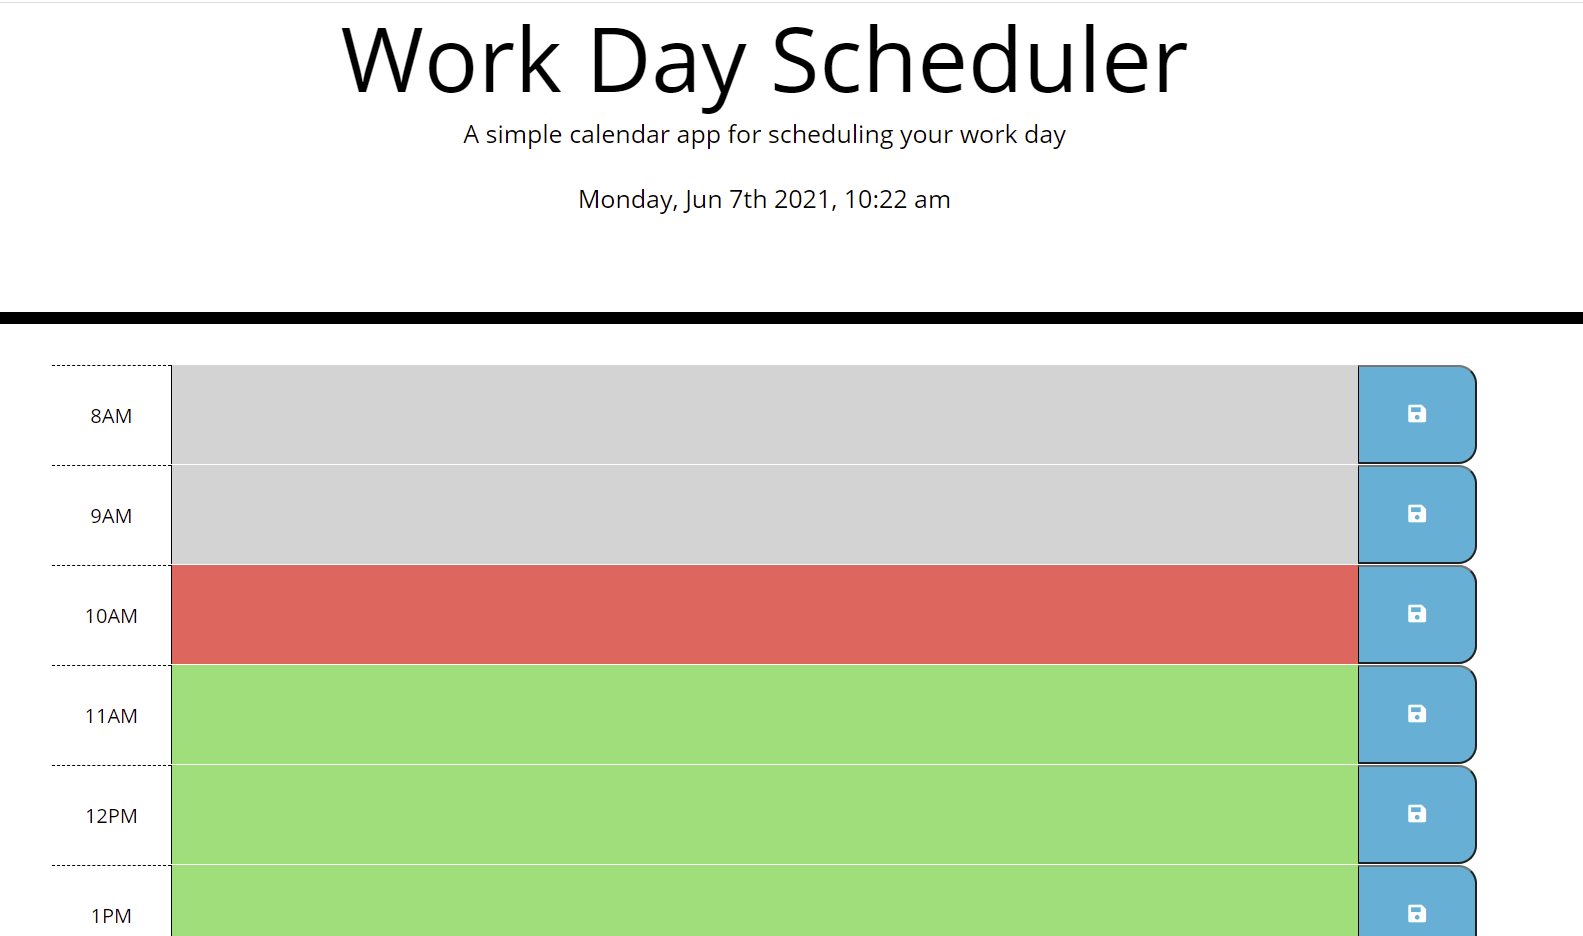 Work Day Scheduler
A simple calendar app for scheduling your work day
Monday, Jun 7th 2021, 10:22 am
8AM
9AM
10AM
11AM
12PM
1PM